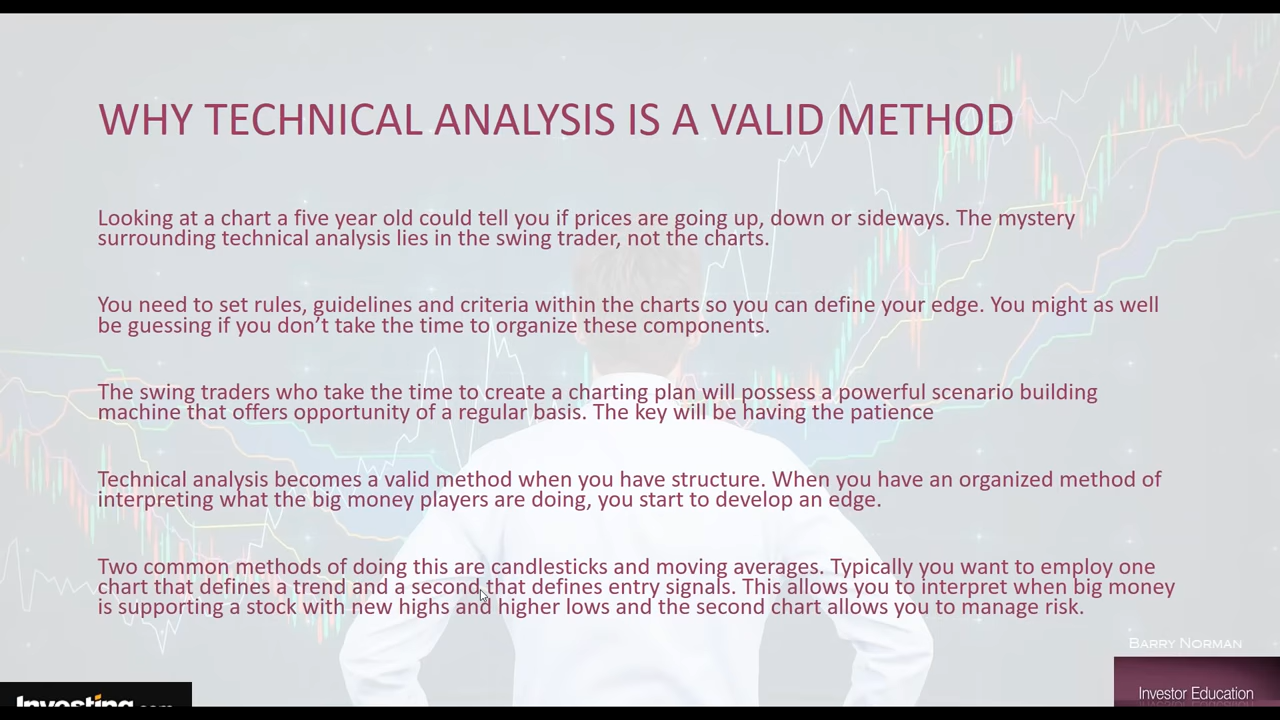 WHY TECHNICAL ANALYSIS IS A VALID METHOD
Looking at a chart a five year old could tell you if prices are going up, down or sideways. The mystery
surrounding technical analysis lies in the swing trader, not the charts.
You need to set rules, guidelines and criteria within the charts so you can define your edge. You might as well
be guessing if you don’t take the time to organize these components.
The swing traders who take the time to create a charting plan will possess a powerful scenario building
machine that offers opportunity of a regular basis. The key will be having the patience
Technical analysis becomes a valid method when you have structure. When you have an organized method of
interpreting what the big money players are doing, you start to develop an edge.
Two common methods of doing this are candlesticks and moving averages. Typically you want to employ one
chart that defines a trend and a second that defines entry signals. This allows you to interpret when big money
is supporting a stock with new highs and higher lows and the second chart allows you to manage risk.
BARRY NORMAN
Investing.com
Investor Education